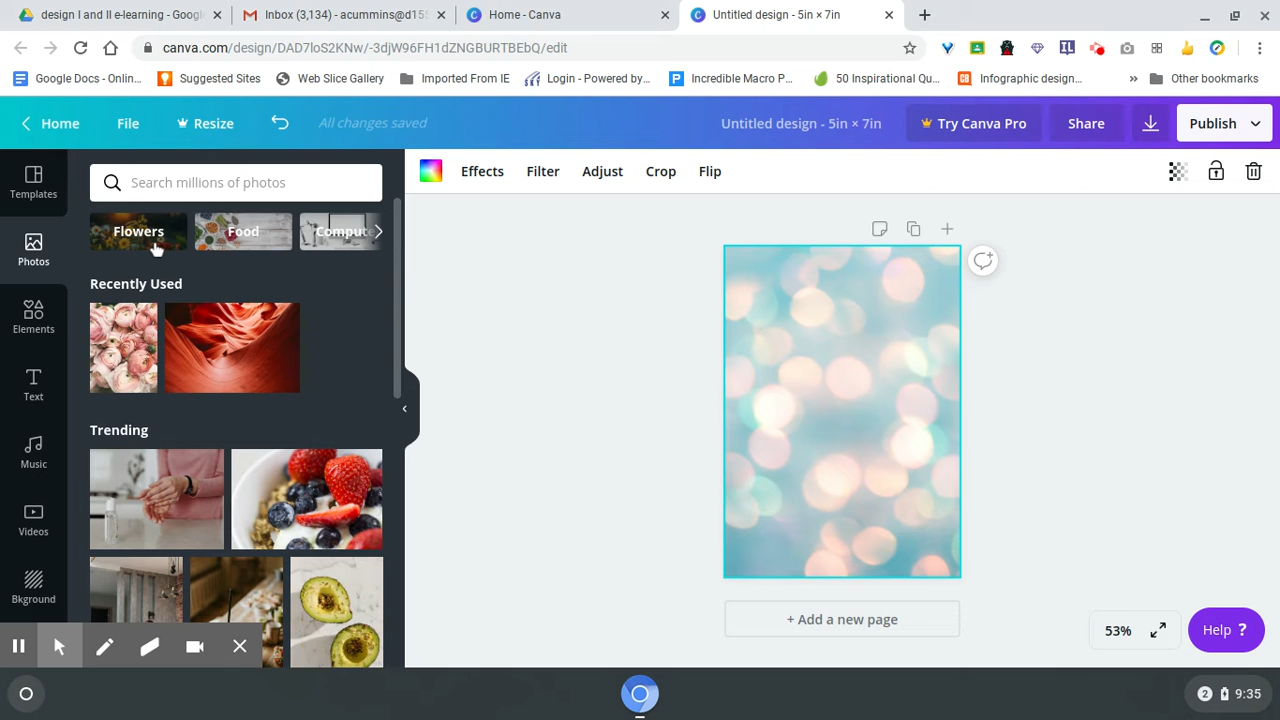 design I and II e-learning - Googl
Inbox (3,134) - acummins@d155
Home - Canva
Untitled design - 5in × 7in
canva.com/design/DAD7loS2KNw/-3djW96FH1dZNGBURTBEbQ/edit
Google Docs - Onlin...
Suggested Sites
Web Slice Gallery
Imported From IE
Login - Powered by...
Incredible Macro P...
50 Inspirational Qu...
Infographic design...
Other bookmarks
Home
File
Resize
All changes saved
Untitled design - 5in × 7in
Try Canva Pro
Share
Publish
Templates
Photos
Elements
Text
Music
Videos
Bkground
Search millions of photos
Flowers
Food
Compute
Recently Used
Trending
Effects
Filter
Adjust
Crop
Flip
+ Add a new page
53%
Help ?
2
9:35